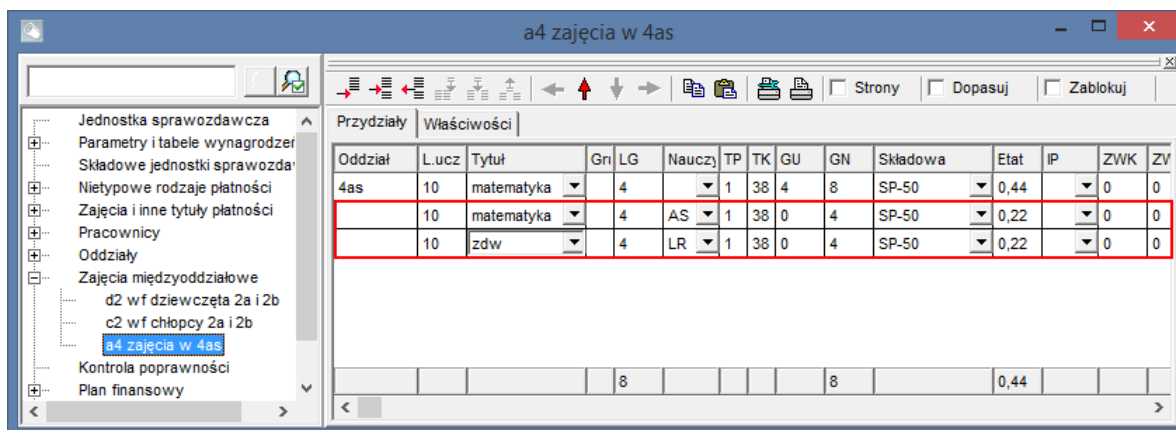 a4 zajęcia w 4as
Strony Dopasuj Zablokuj
Jednostka sprawozdawcza
Parametry i tabele wynagrodzeń
Składowe jednostki sprawozdaw
Nietypowe rodzaje płatności
Zajęcia i inne tytuły płatności
Pracownicy
Oddziały
Zajęcia międzyoddziałowe
d2 wf dziewczęta 2a i 2b
c2 wf chłopcy 2a i 2b
a4 zajęcia w 4as
Kontrola poprawności
Plan finansowy
Przydziały Właściwości
Oddział L.ucz Tytuł Gru LG Nauczy TP TK GU GN Składowa Etat IP ZWK ZW
4as 10 matematyka 4 1 38 4 8 SP-50 0,44 0 0
10 matematyka 4 AS 1 38 0 4 SP-50 0,22 0 0
10 zdw 4 LR 1 38 0 4 SP-50 0,22 0 0
8 8 0,44